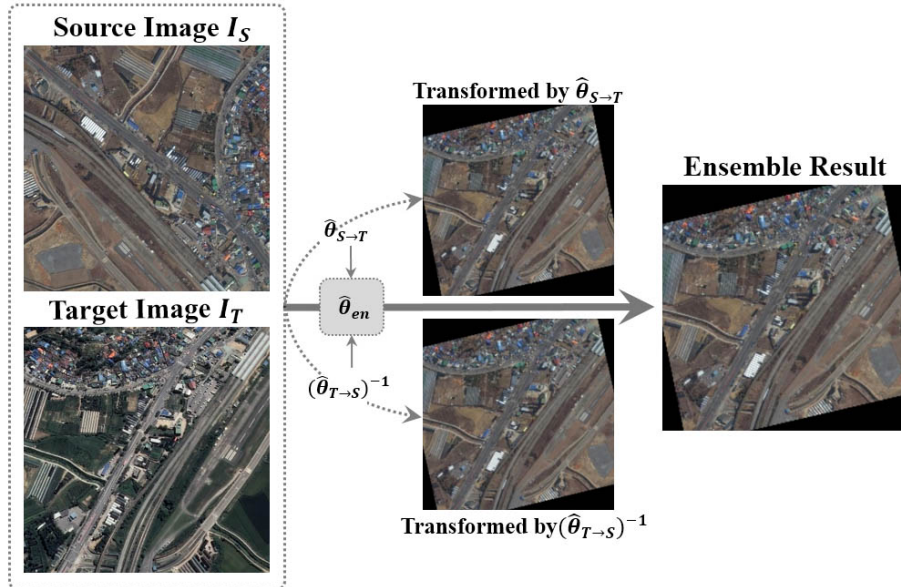 Source Image I_S
Target Image I_T
θ̂_{S→T}
θ̂_{en}
(θ̂_{T→S})^{−1}
Transformed by θ̂_{S→T}
Transformed by(θ̂_{T→S})^{−1}
Ensemble Result